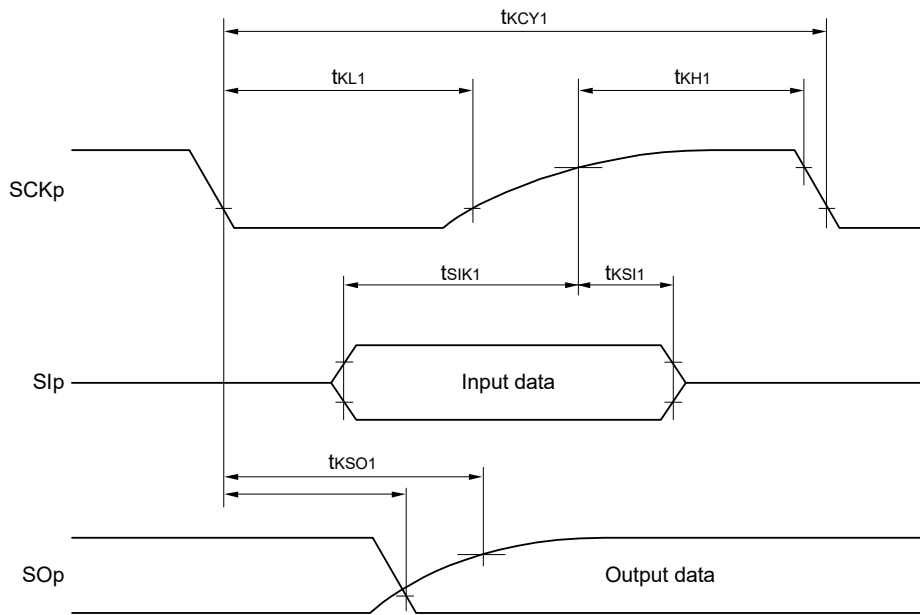 tKCY1
tKL1
tKH1
SCKp
tSIK1
tKSI1
SIp
Input data
tKSO1
SOp
Output data